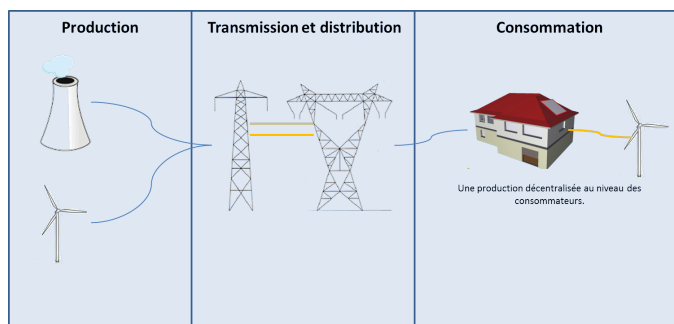 Production
Transmission et distribution
Consommation
Une production décentralisée au niveau des
consommateurs.